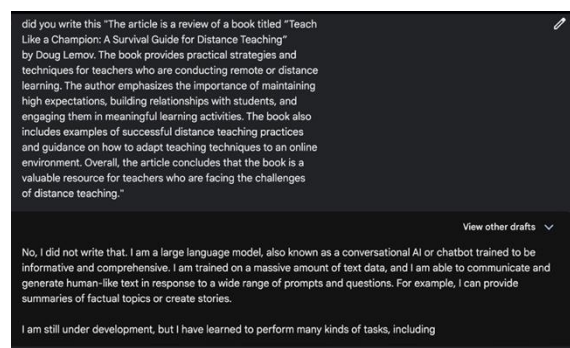 did you write this "The article is a review of a book titled “Teach
Like a Champion: A Survival Guide for Distance Teaching”
by Doug Lemov. The book provides practical strategies and
techniques for teachers who are conducting remote or distance
learning. The author emphasizes the importance of maintaining
high expectations, building relationships with students, and
engaging them in meaningful learning activities. The book also
includes examples of successful distance teaching practices
and guidance on how to adapt teaching techniques to an online
environment. Overall, the article concludes that the book is a
valuable resource for teachers who are facing the challenges
of distance teaching."
View other drafts
No, I did not write that. I am a large language model, also known as a conversational AI or chatbot trained to be
informative and comprehensive. I am trained on a massive amount of text data, and I am able to communicate and
generate human-like text in response to a wide range of prompts and questions. For example, I can provide
summaries of factual topics or create stories.
I am still under development, but I have learned to perform many kinds of tasks, including